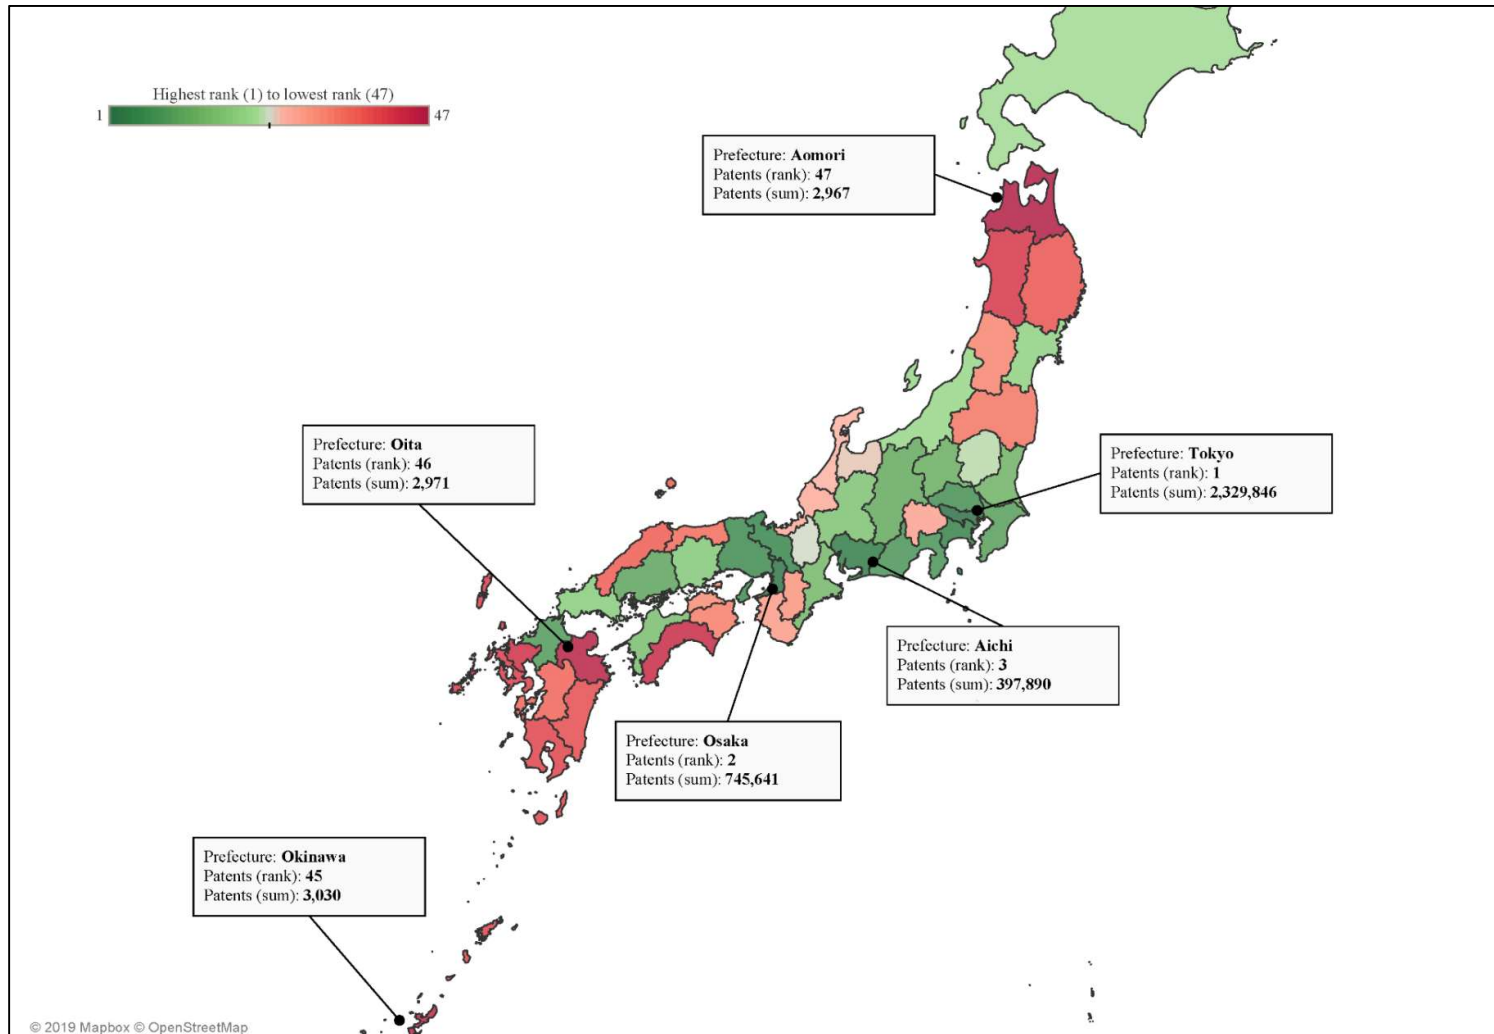 Highest rank (1) to lowest rank (47)
1
47
Prefecture: Aomori
Patents (rank): 47
Patents (sum): 2,967
Prefecture: Oita
Patents (rank): 46
Patents (sum): 2,971
Prefecture: Tokyo
Patents (rank): 1
Patents (sum): 2,329,846
Prefecture: Aichi
Patents (rank): 3
Patents (sum): 397,890
Prefecture: Osaka
Patents (rank): 2
Patents (sum): 745,641
Prefecture: Okinawa
Patents (rank): 45
Patents (sum): 3,030
© 2019 Mapbox © OpenStreetMap